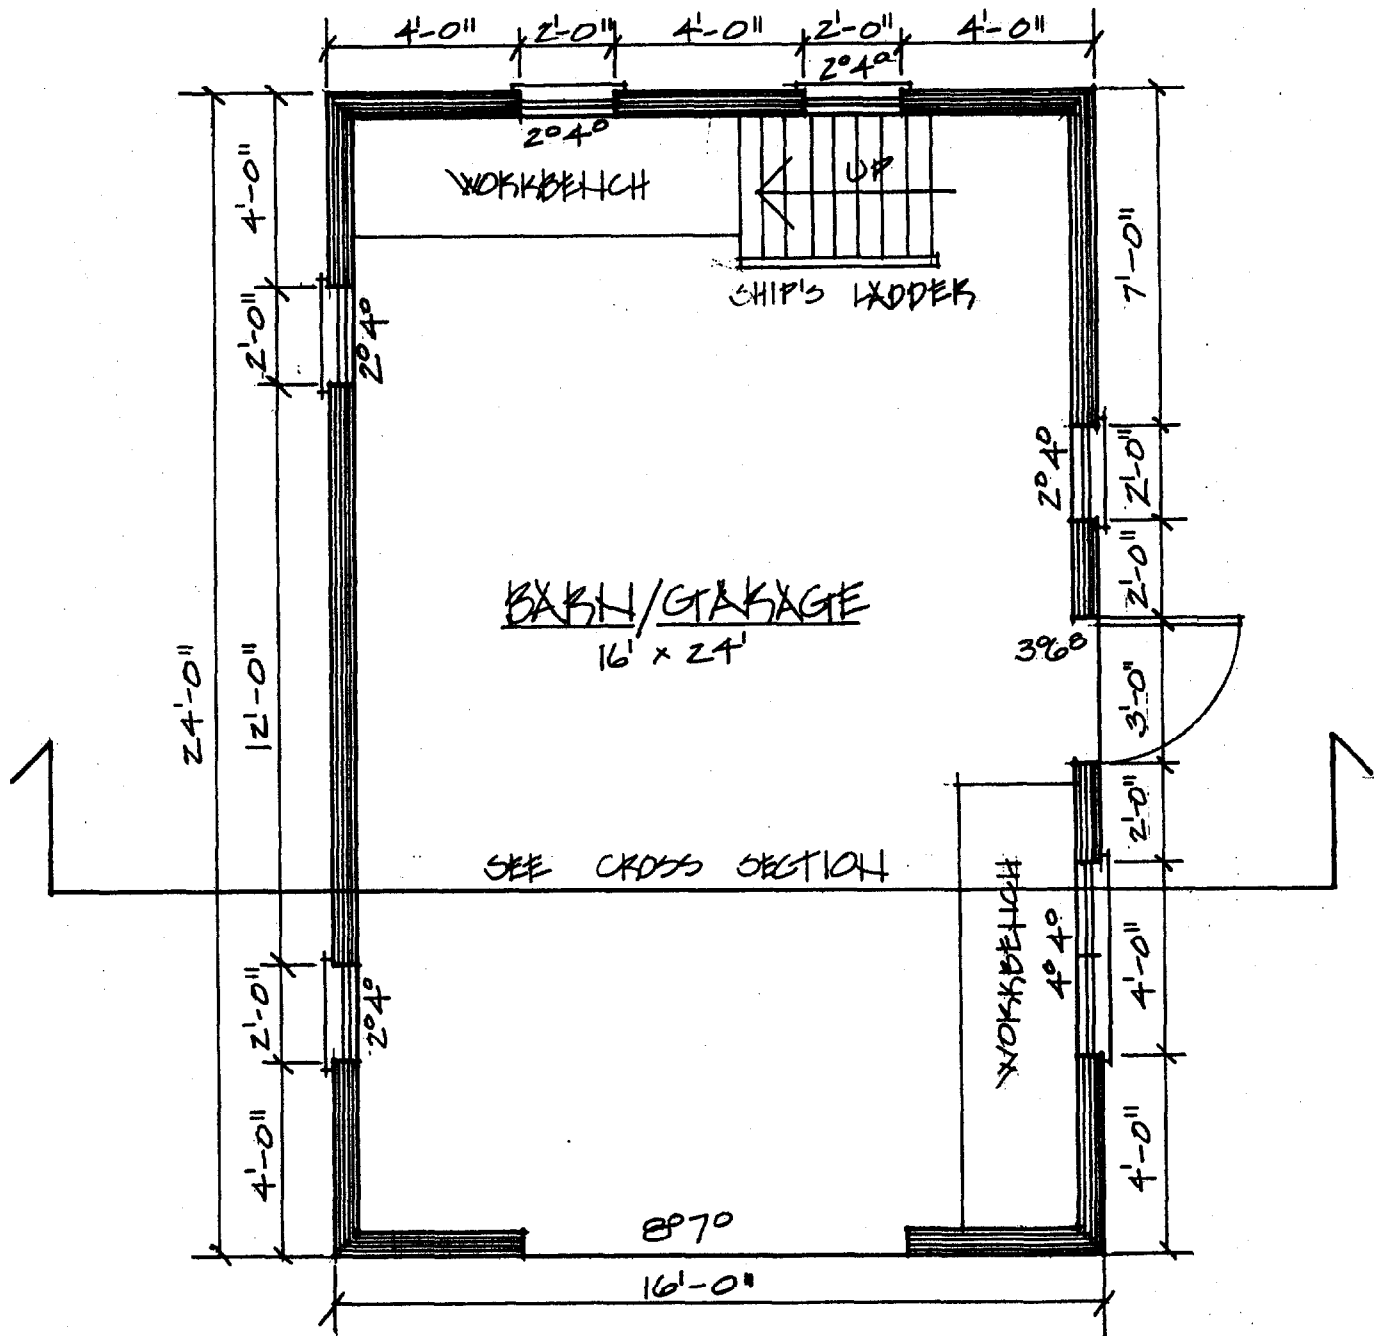 4'-0" 2'-0" 4'-0" 2'-0" 4'-0"
2⁰4⁰
2⁰4⁰
WORKBENCH
UP
SHIP'S LADDER
4'-0"
2'-0"
2⁰4⁰
7'-0"
2⁰4⁰
2'-0"
2'-0"
BARN/GARAGE
16' x 24'
3⁰6⁸
3'-0"
24'-0"
12'-0"
2'-0"
SEE CROSS SECTION
WORKBENCH
4⁰4⁰
4'-0"
2'-0"
2⁰4⁰
4'-0"
4'-0"
8⁰7⁰
16'-0"